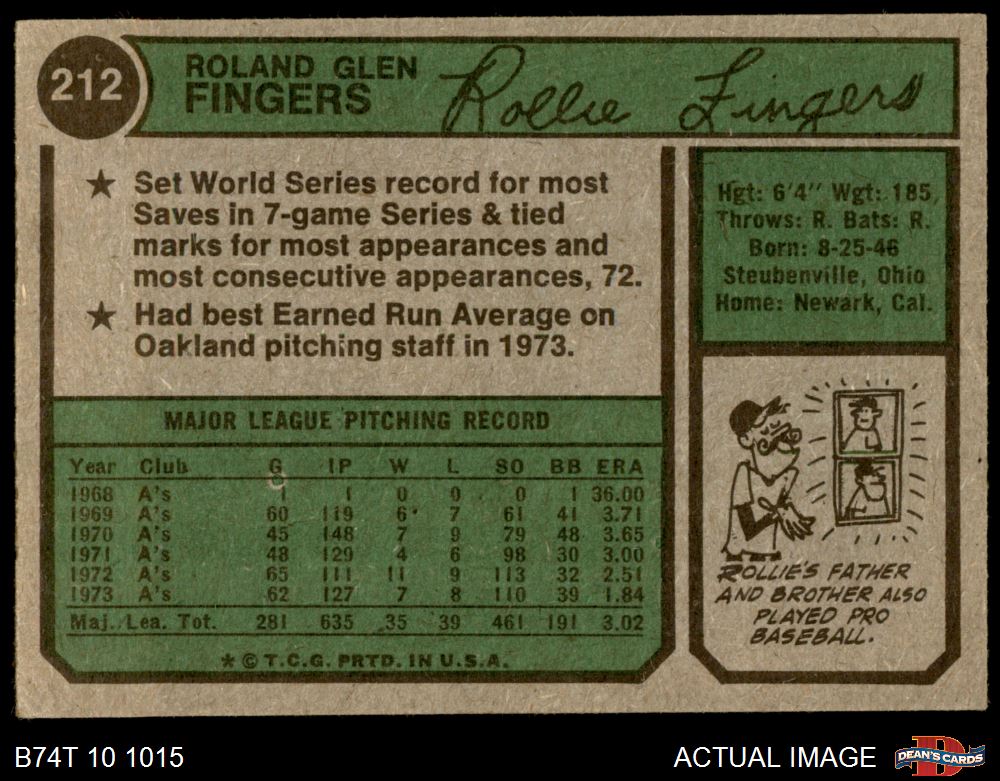 212
ROLAND GLEN
FINGERS
Rollie Fingers
★ Set World Series record for most
Saves in 7-game Series & tied
marks for most appearances and
most consecutive appearances, 72.
★ Had best Earned Run Average on
Oakland pitching staff in 1973.
Hgt: 6'4" Wgt: 185
Throws: R. Bats: R.
Born: 8-25-46
Steubenville, Ohio
Home: Newark, Cal.
MAJOR LEAGUE PITCHING RECORD
Year Club G IP W L SO BB ERA
1968 A's 1 1 0 0 0 1 36.00
1969 A's 60 119 6 7 61 41 3.71
1970 A's 45 148 7 9 79 48 3.65
1971 A's 48 129 4 6 98 30 3.00
1972 A's 65 111 11 9 113 32 2.51
1973 A's 62 127 7 8 110 39 1.84
Maj. Lea. Tot. 281 635 35 39 461 191 3.02
* © T.C.G. PRTD. IN U.S.A.
ROLLIE'S FATHER
AND BROTHER ALSO
PLAYED PRO
BASEBALL.
B74T 10 1015
ACTUAL IMAGE
D
DEAN'S CARDS